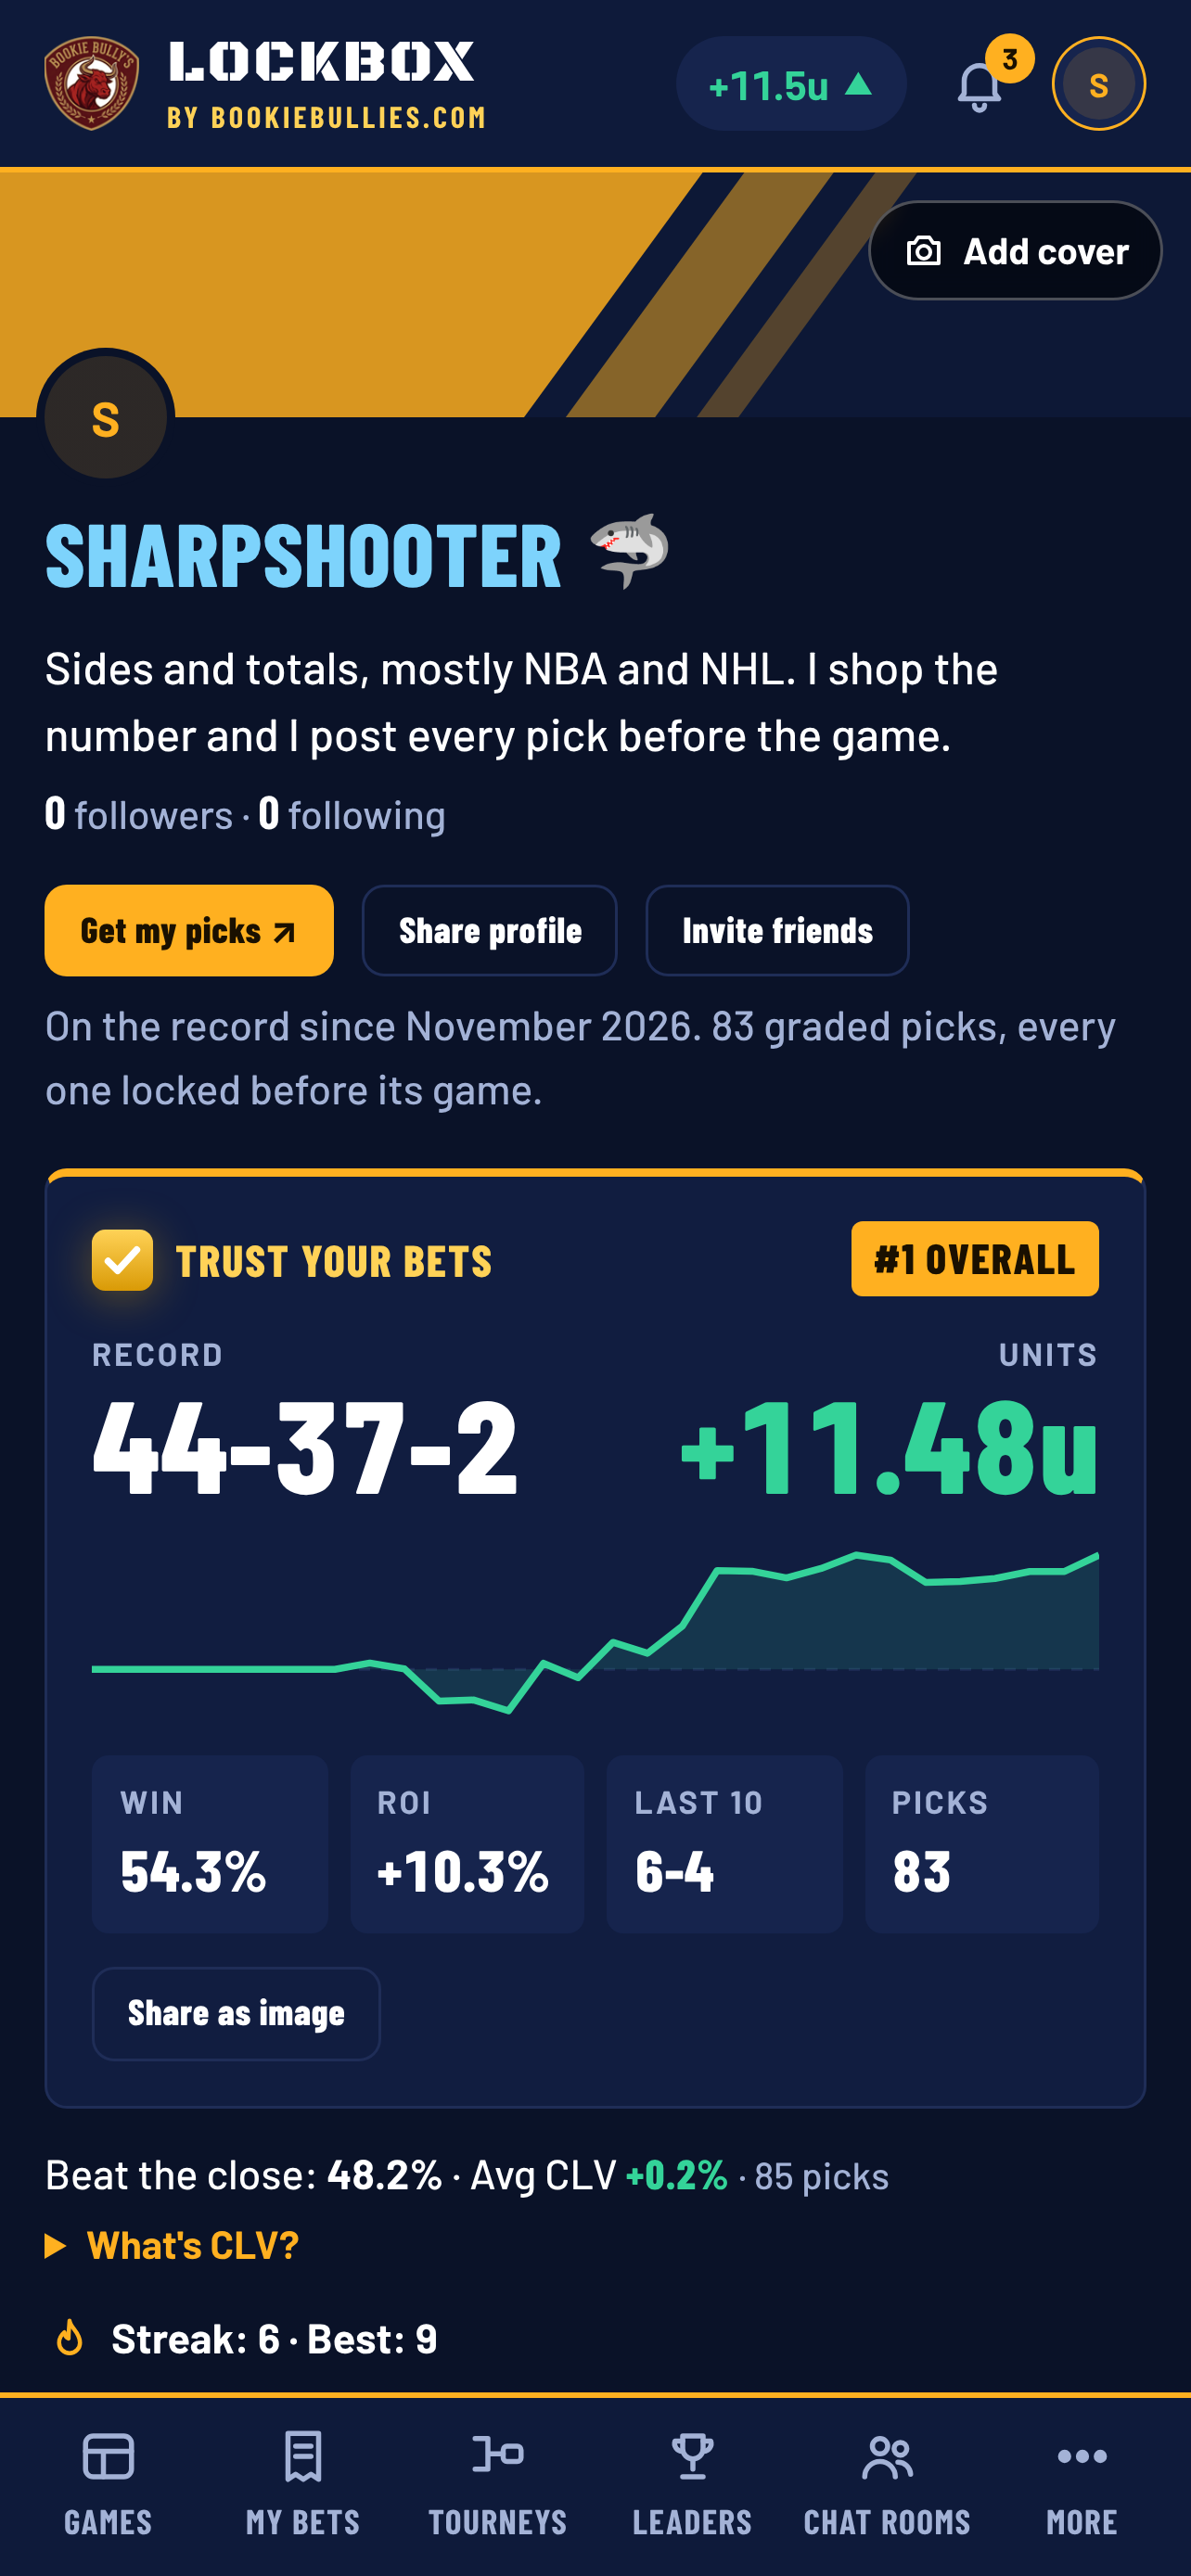 BOOKIE BULLY'S
LOCKBOX
BY BOOKIEBULLIES.COM
+11.5u ▲
3
S
Add cover
S
SHARPSHOOTER 🦈
Sides and totals, mostly NBA and NHL. I shop the
number and I post every pick before the game.
0 followers · 0 following
Get my picks ↗
Share profile
Invite friends
On the record since November 2026. 83 graded picks, every
one locked before its game.
TRUST YOUR BETS
#1 OVERALL
RECORD
UNITS
44-37-2
+11.48u
WIN
ROI
LAST 10
PICKS
54.3%
+10.3%
6-4
83
Share as image
Beat the close: 48.2% · Avg CLV +0.2% · 85 picks
▶ What's CLV?
Streak: 6 · Best: 9
GAMES
MY BETS
TOURNEYS
LEADERS
CHAT ROOMS
MORE